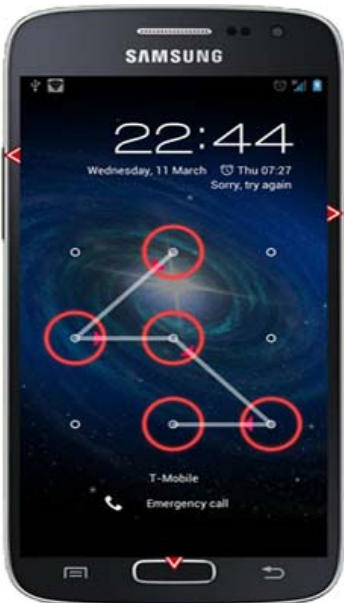 SAMSUNG
22:44
Wednesday, 11 March Thu 07:27
Sorry, try again
T-Mobile
Emergency call